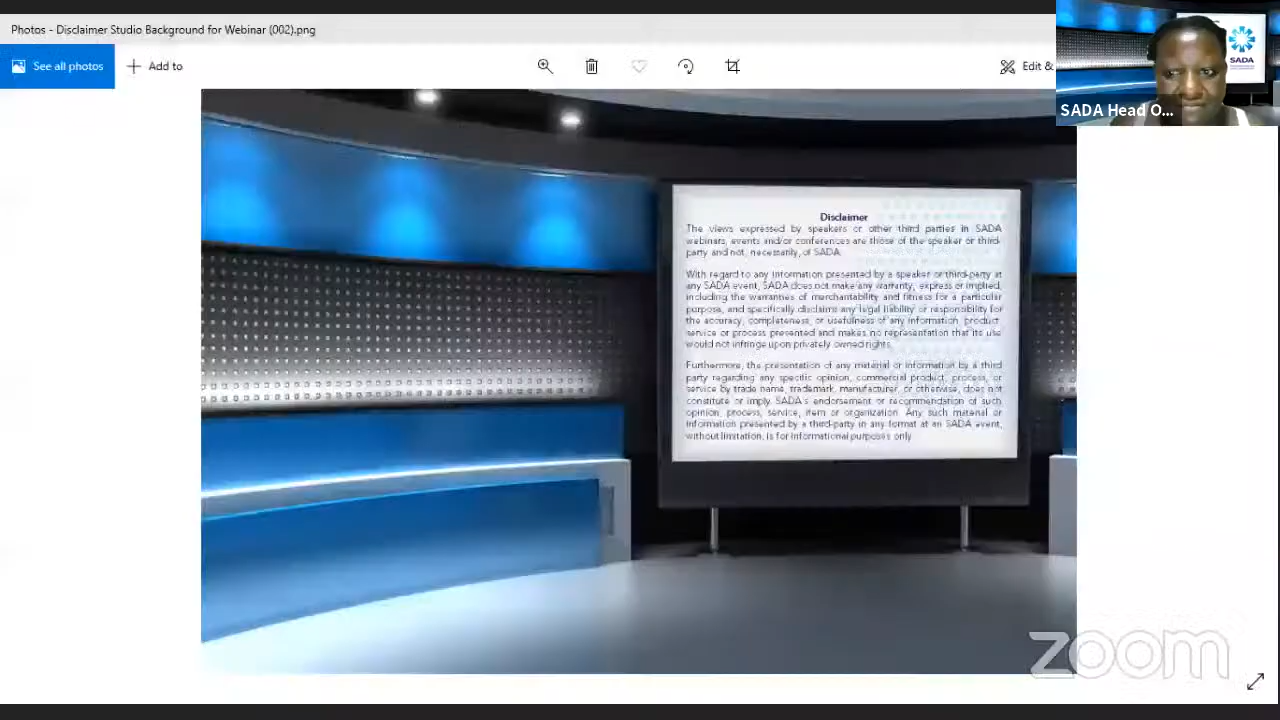 Photos - Disclaimer Studio Background for Webinar (002).png
See all photos
Add to
Edit &
SADA
SADA Head O...
Disclaimer
The views expressed by speakers or other third parties in SADA
webinars, events and/or conferences are those of the speaker or third-
party and not, necessarily, of SADA.
With regard to any information presented by a speaker or third-party at
any SADA event, SADA does not make any warranty, express or implied,
including the warranties of merchantability and fitness for a particular
purpose, and specifically disclaims any legal liability or responsibility for
the accuracy, completeness, or usefulness of any information, product,
service or process presented and makes no representation that its use
would not infringe upon privately owned rights.
Furthermore, the presentation of any material or information by a third
party regarding any specific opinion, commercial product, process, or
service by trade name, trademark, manufacturer, or otherwise, does not
constitute or imply SADA's endorsement or recommendation of such
opinion, process, service, item or organization. Any such material or
information presented by a third-party in any format at an SADA event,
without limitation, is for informational purposes only.
zoom